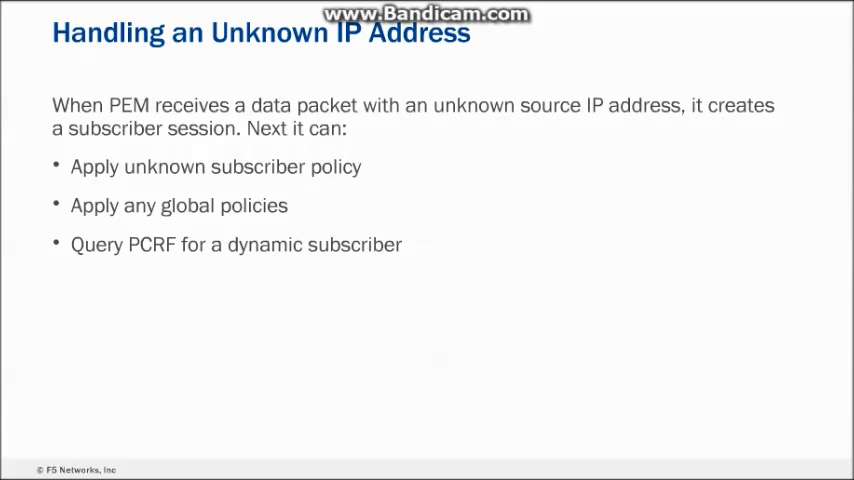 www.Bandicam.com
Handling an Unknown IP Address
When PEM receives a data packet with an unknown source IP address, it creates
a subscriber session. Next it can:
• Apply unknown subscriber policy
• Apply any global policies
• Query PCRF for a dynamic subscriber
© F5 Networks, Inc